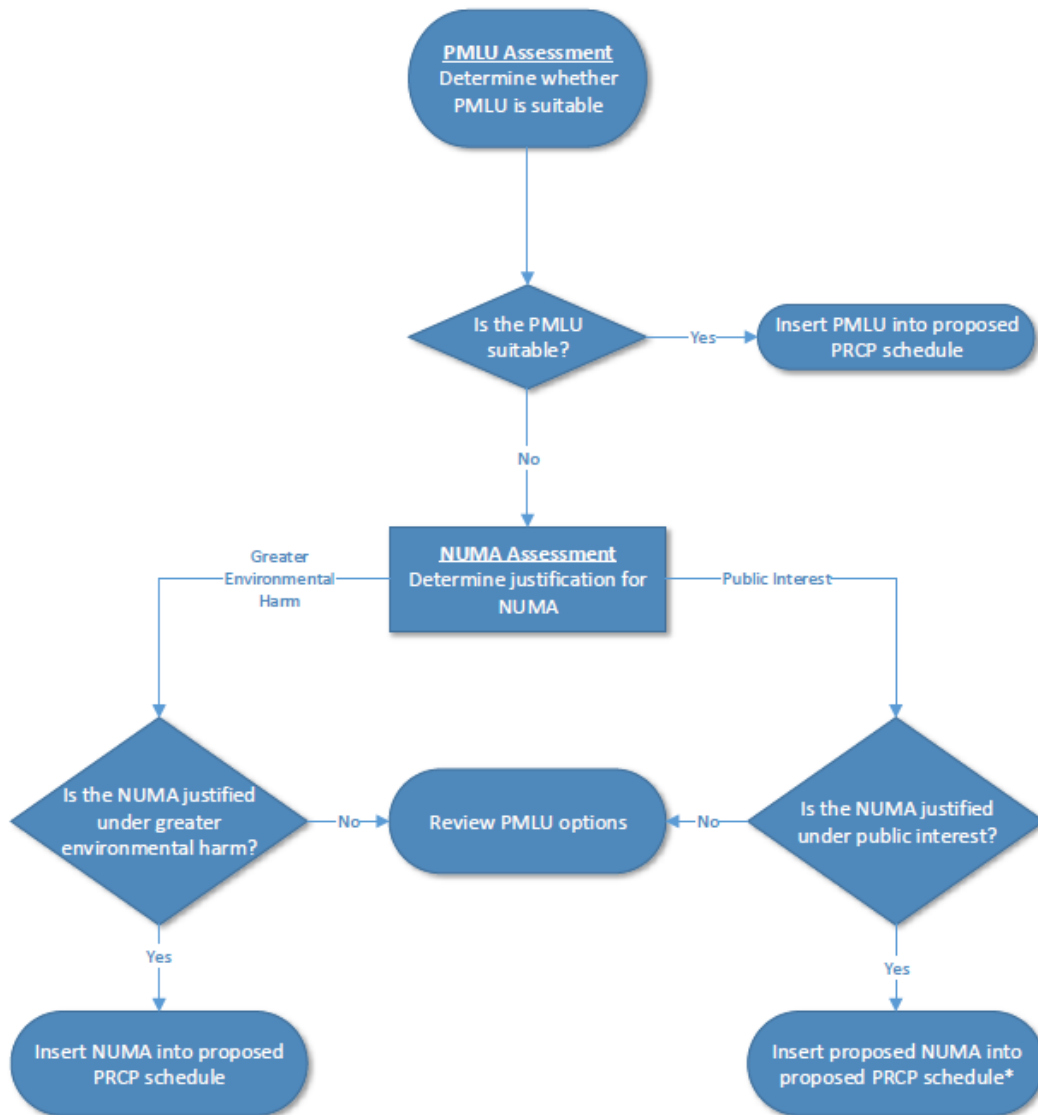 PMLU Assessment
Determine whether
PMLU is suitable
Is the PMLU
suitable?
Yes
Insert PMLU into proposed
PRCP schedule
No
NUMA Assessment
Determine justification for
NUMA
Greater
Environmental
Harm
Public Interest
Is the NUMA justified
under greater
environmental harm?
No
Review PMLU options
No
Is the NUMA justified
under public interest?
Yes
Insert NUMA into proposed
PRCP schedule
Yes
Insert proposed NUMA into
proposed PRCP schedule*